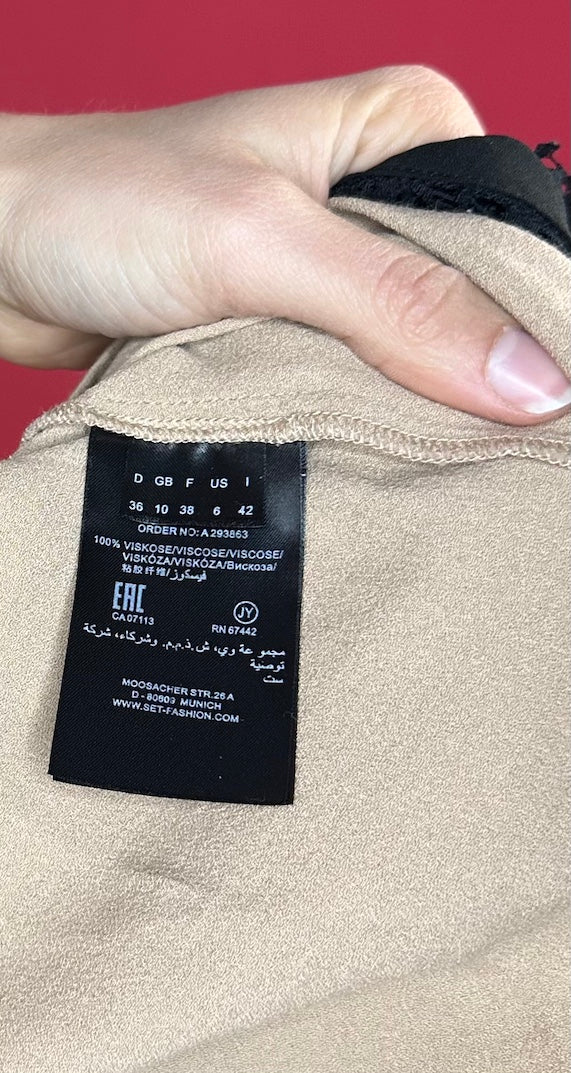 D GB F US I
36 10 38 6 42
ORDER NO: A 293863
100% VISKOSE/VISCOSE/VISCOSE/
VISKÓZA/VISKÓZA/Вискоза/
粘胶纤维/فيسكوز
EAC
CA 07113
JY
RN 67442
مجموعة وي، ش.ذ.م.م. وشركاء، شركة
توصية
ست
MOOSACHER STR.26 A
D - 80809 MUNICH
WWW.SET-FASHION.COM